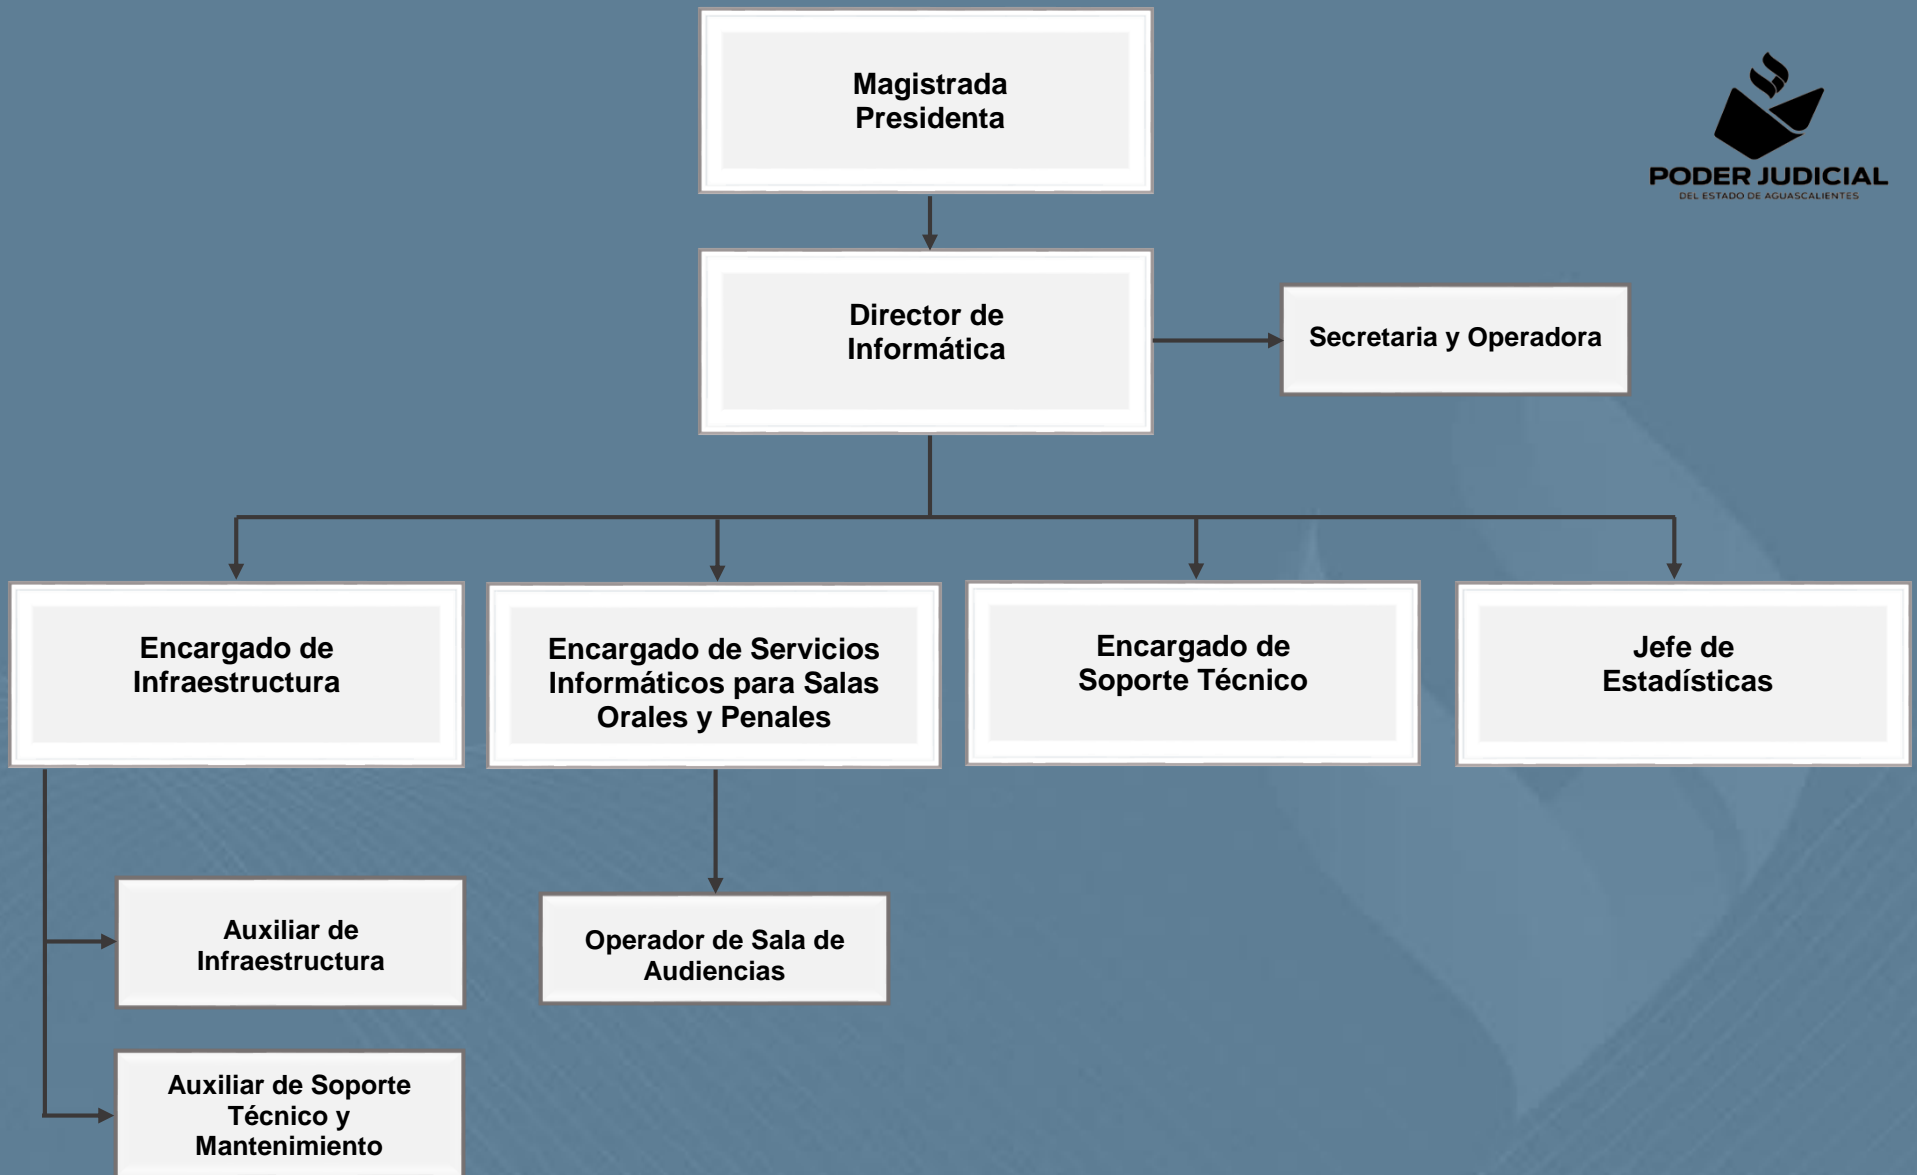 Magistrada
Presidenta
PODER JUDICIAL
DEL ESTADO DE AGUASCALIENTES
Director de
Informática
Secretaria y Operadora
Encargado de
Infraestructura
Encargado de Servicios
Informáticos para Salas
Orales y Penales
Encargado de
Soporte Técnico
Jefe de
Estadísticas
Auxiliar de
Infraestructura
Operador de Sala de
Audiencias
Auxiliar de Soporte
Técnico y
Mantenimiento